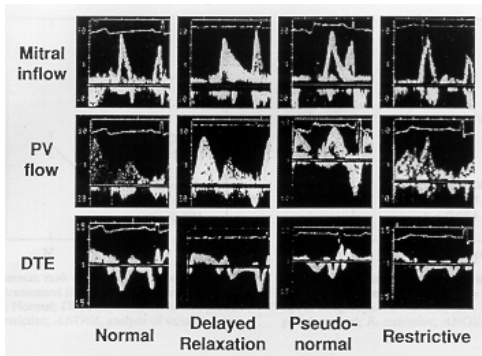 Mitral
inflow
PV
flow
DTE
Normal
Delayed
Relaxation
Pseudo-
normal
Restrictive